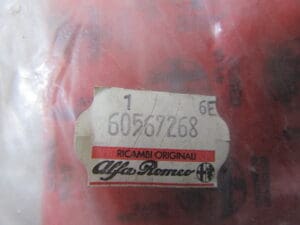 1 6E
60567268
RICAMBI ORIGINALI
Alfa Romeo